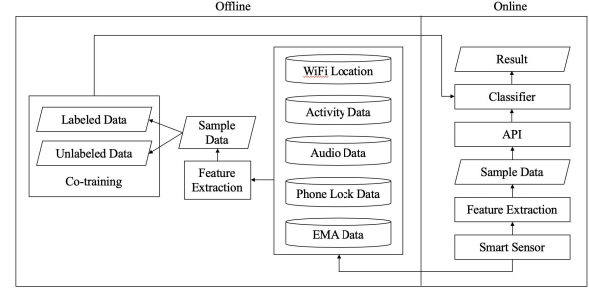 Offline
Online
WiFi Location
Activity Data
Audio Data
Phone Lock Data
EMA Data
Sample
Data
Feature
Extraction
Labeled Data
Unlabeled Data
Co-training
Result
Classifier
API
Sample Data
Feature Extraction
Smart Sensor